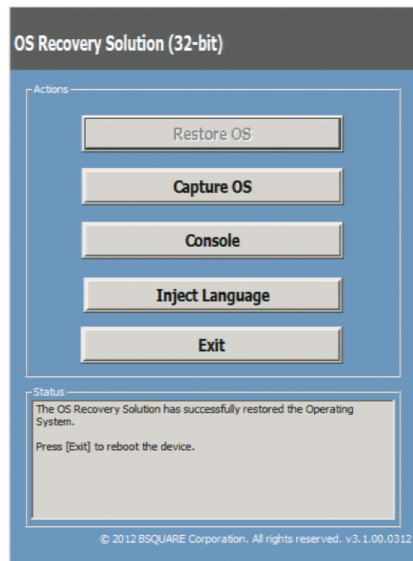 OS Recovery Solution (32-bit)
Actions
Restore OS
Capture OS
Console
Inject Language
Exit
Status
The OS Recovery Solution has successfully restored the Operating
System.
Press [Exit] to reboot the device.
© 2012 BSQUARE Corporation. All rights reserved. v3.1.00.0312